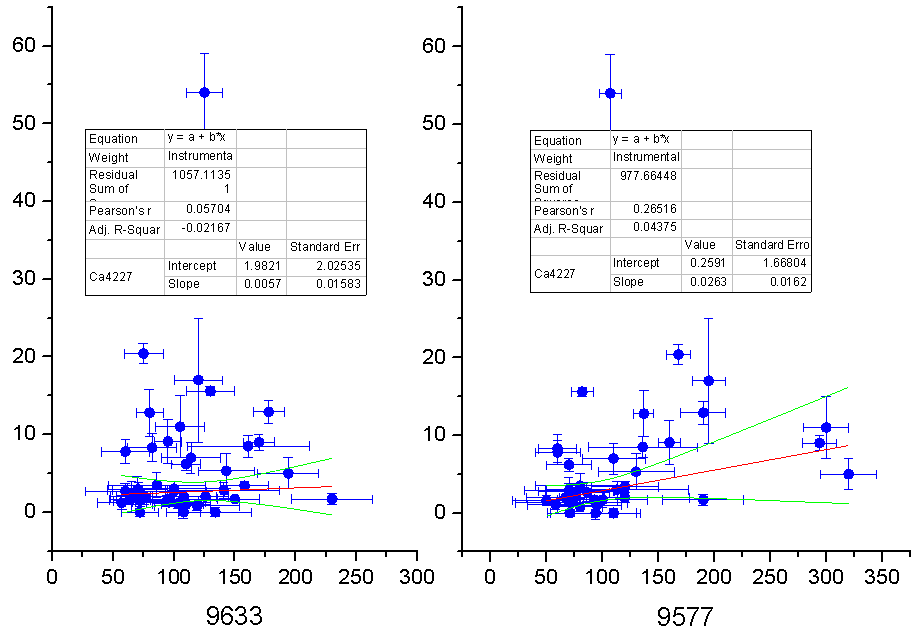 60
50
40
30
20
10
0
Equation y = a + b*x
Weight Instrumenta
Residual Sum of 1057.1135 1
Pearson's r 0.05704
Adj. R-Squar -0.02167
Value Standard Err
Ca4227 Intercept 1.9821 2.02535
Slope 0.0057 0.01583
0 50 100 150 200 250 300
9633
60
50
40
30
20
10
0
Equation y = a + b*x
Weight Instrumental
Residual Sum of 977.66448
Pearson's r 0.26516
Adj. R-Squar 0.04375
Value Standard Erro
Ca4227 Intercept 0.2591 1.66804
Slope 0.0263 0.0162
0 50 100 150 200 250 300 350
9577